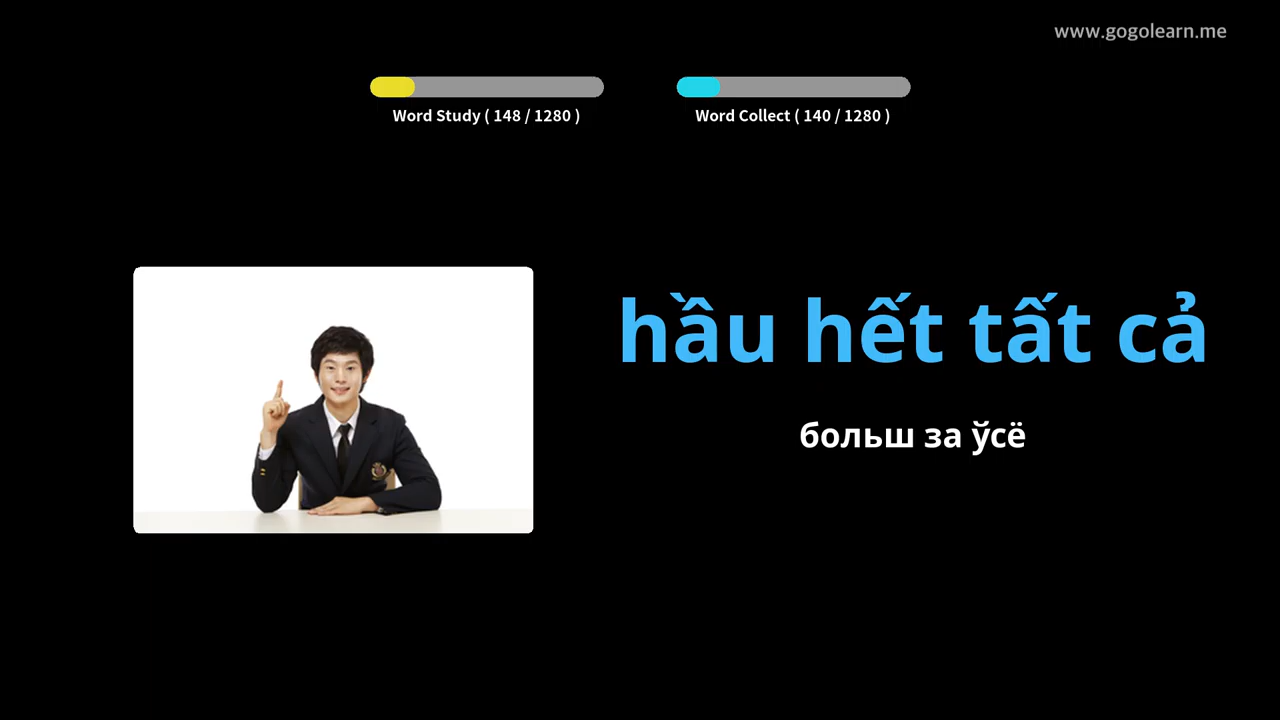 www.gogolearn.me
Word Study ( 148 / 1280 )
Word Collect ( 140 / 1280 )
hầu hết tất cả
больш за ўсё